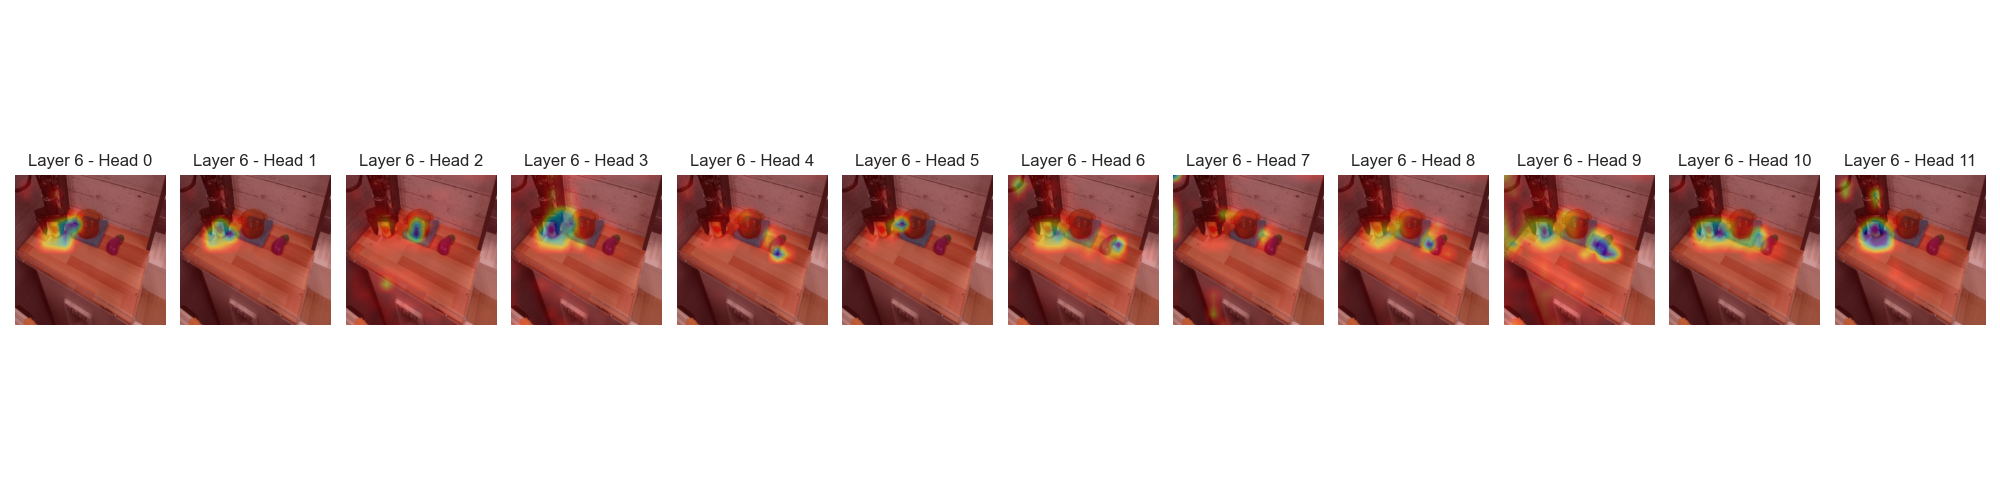 Layer 6 - Head 0
Layer 6 - Head 1
Layer 6 - Head 2
Layer 6 - Head 3
Layer 6 - Head 4
Layer 6 - Head 5
Layer 6 - Head 6
Layer 6 - Head 7
Layer 6 - Head 8
Layer 6 - Head 9
Layer 6 - Head 10
Layer 6 - Head 11